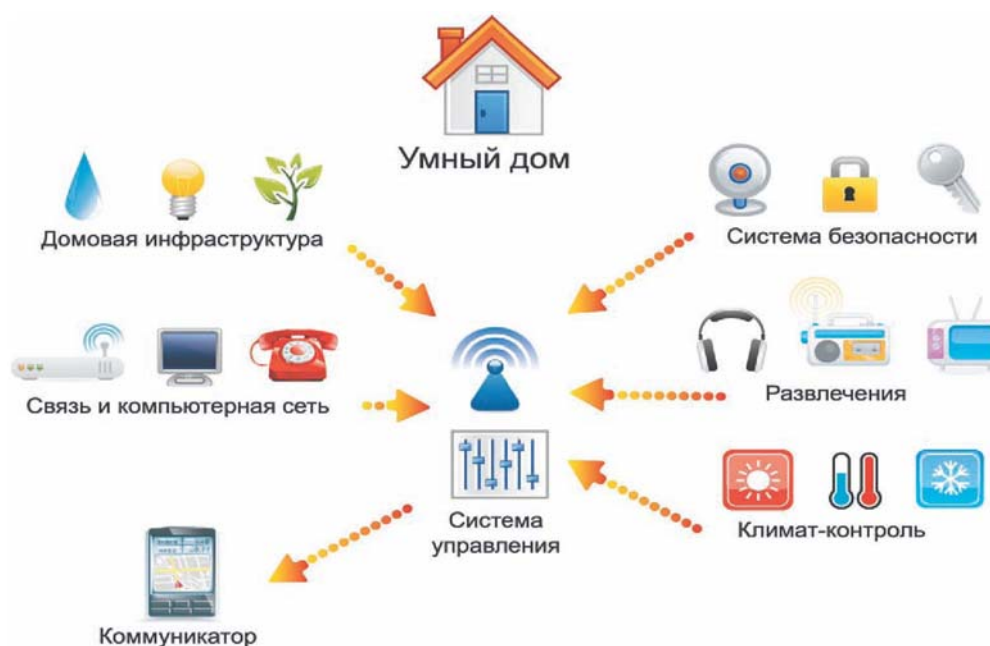 Умный дом
Домовая инфраструктура
Система безопасности
Связь и компьютерная сеть
Развлечения
Система
управления
Климат-контроль
Коммуникатор